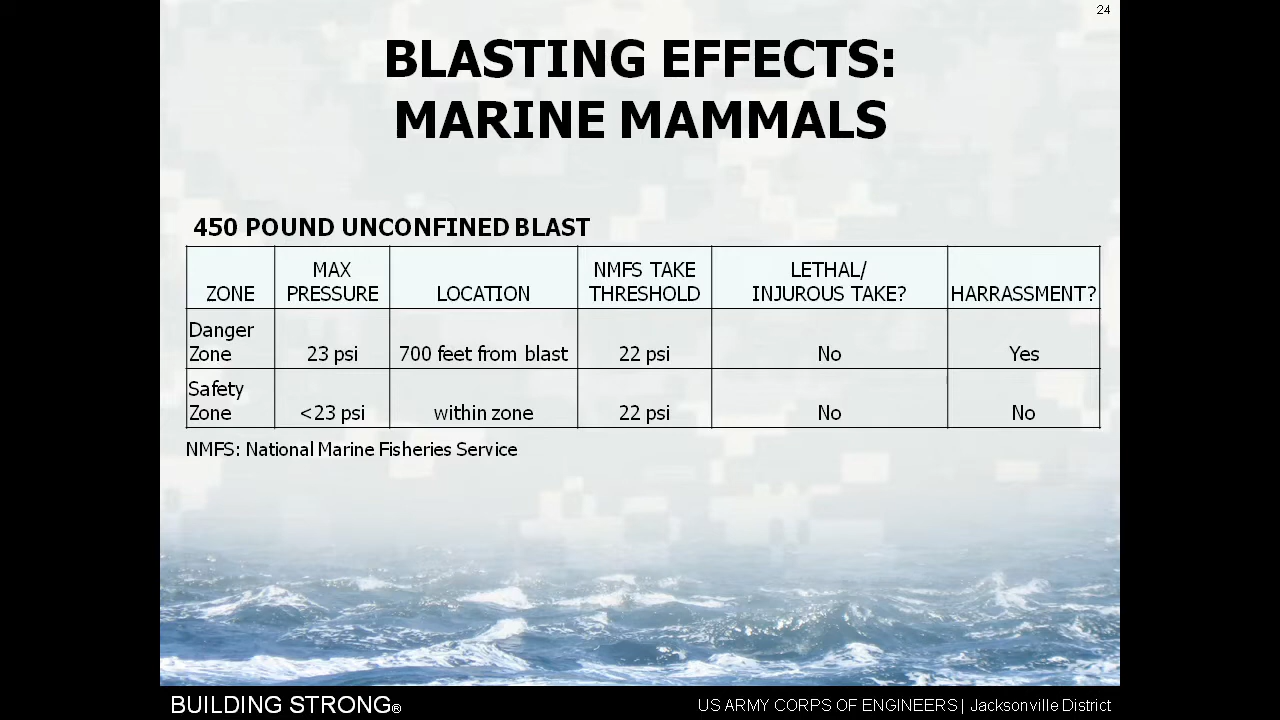 24
BLASTING EFFECTS:
MARINE MAMMALS
450 POUND UNCONFINED BLAST
ZONE MAX PRESSURE LOCATION NMFS TAKE THRESHOLD LETHAL/ INJUROUS TAKE? HARRASSMENT?
Danger Zone 23 psi 700 feet from blast 22 psi No Yes
Safety Zone <23 psi within zone 22 psi No No
NMFS: National Marine Fisheries Service
BUILDING STRONG®
US ARMY CORPS OF ENGINEERS | Jacksonville District